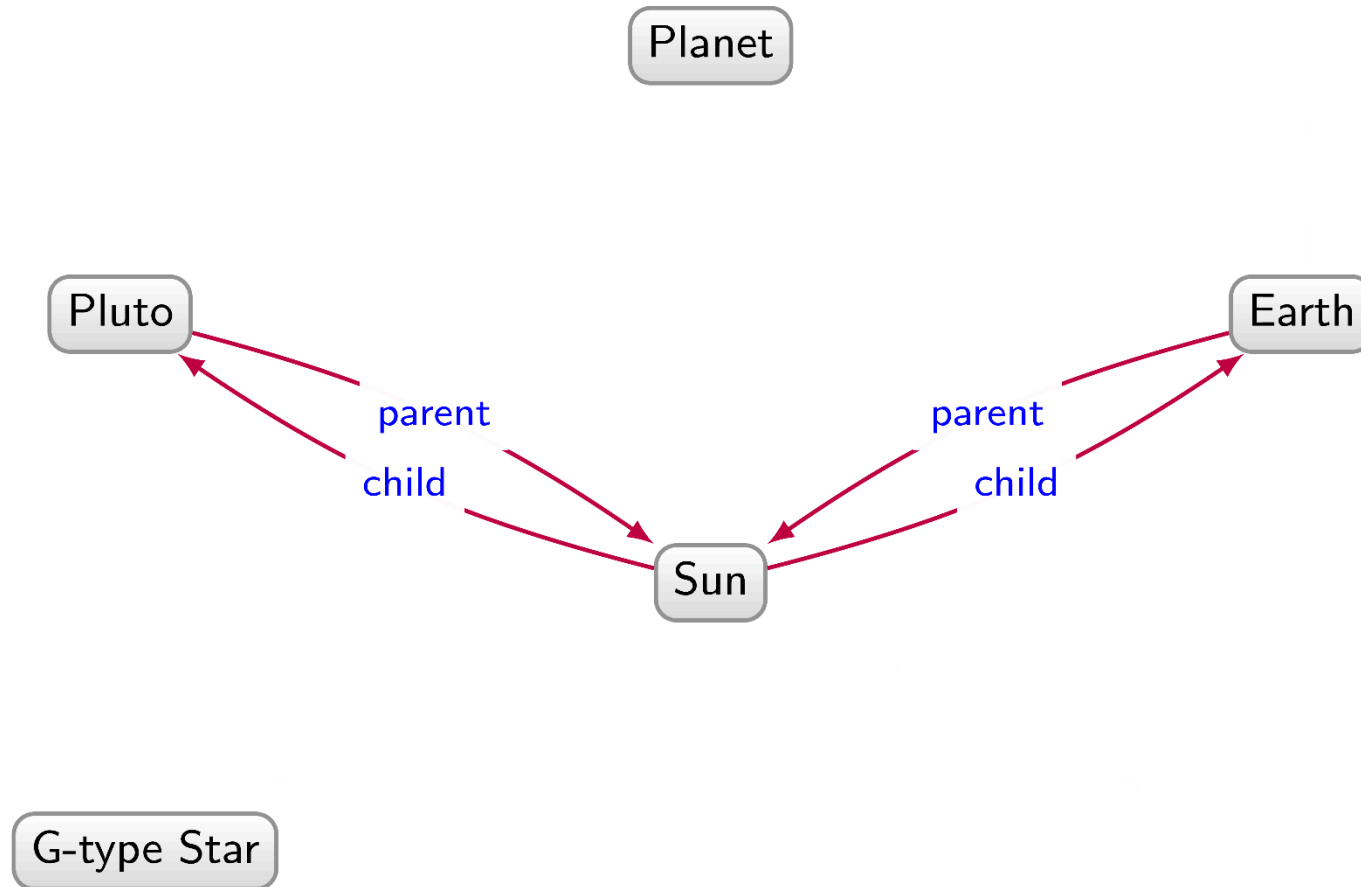 Planet
Pluto
Earth
parent
parent
child
child
Sun
G-type Star